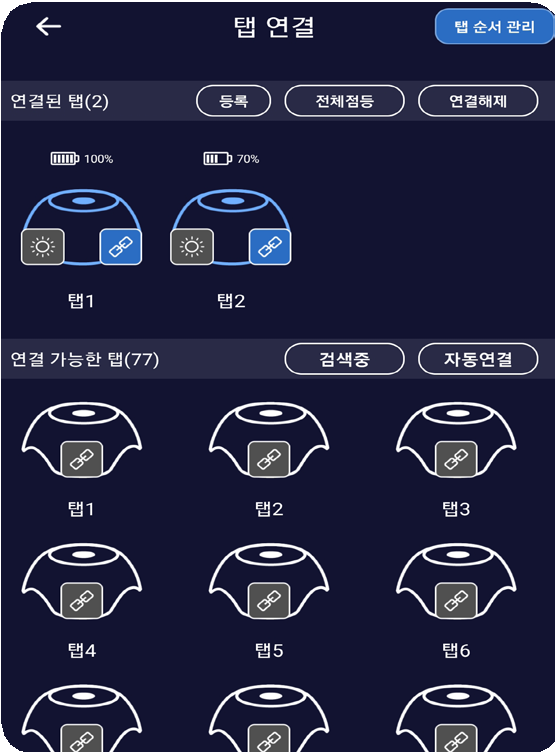 탭 연결
탭 순서 관리
연결된 탭(2)
등록
전체점등
연결해제
100%
70%
탭1
탭2
연결 가능한 탭(77)
검색중
자동연결
탭1
탭2
탭3
탭4
탭5
탭6